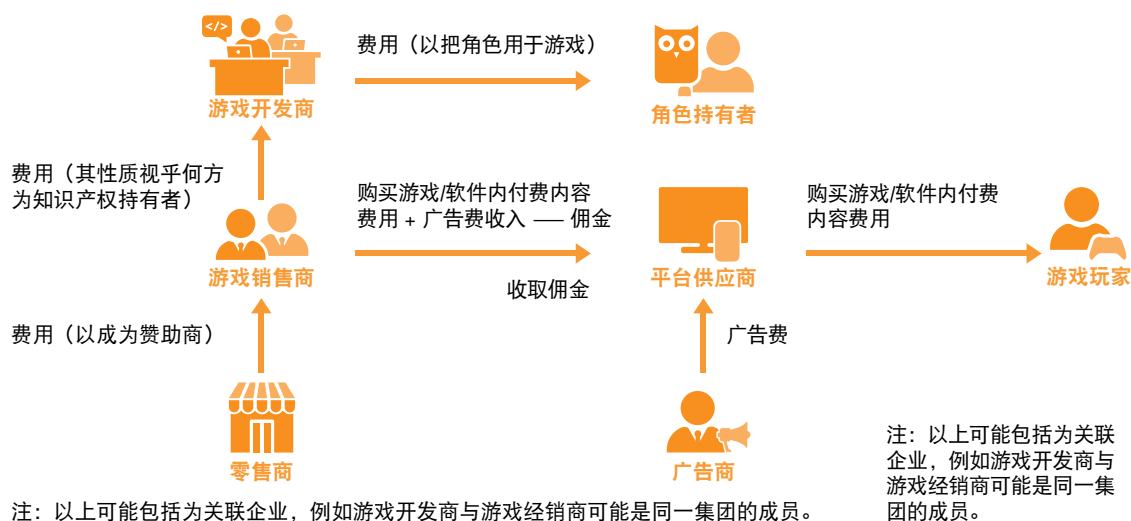 </>
费用（以把角色用于游戏）
游戏开发商
角色持有者
费用（其性质视乎何方
为知识产权持有者）
购买游戏/软件内付费内容
费用 + 广告费收入 —— 佣金
购买游戏/软件内付费
内容费用
游戏销售商
平台供应商
游戏玩家
收取佣金
费用（以成为赞助商）
广告费
零售商
广告商
注：以上可能包括为关联
企业，例如游戏开发商与
游戏经销商可能是同一集
团的成员。
注：以上可能包括为关联企业，例如游戏开发商与游戏经销商可能是同一集团的成员。